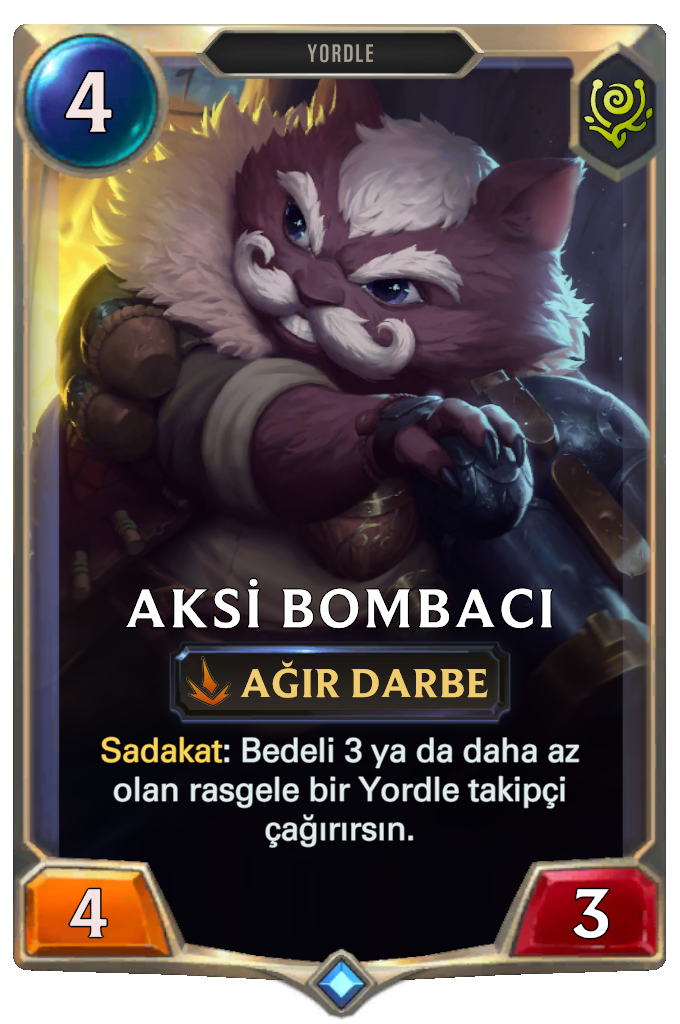 YORDLE
4
AKSİ BOMBACI
AĞIR DARBE
Sadakat: Bedeli 3 ya da daha az
olan rasgele bir Yordle takipçi
çağırırsın.
4
3